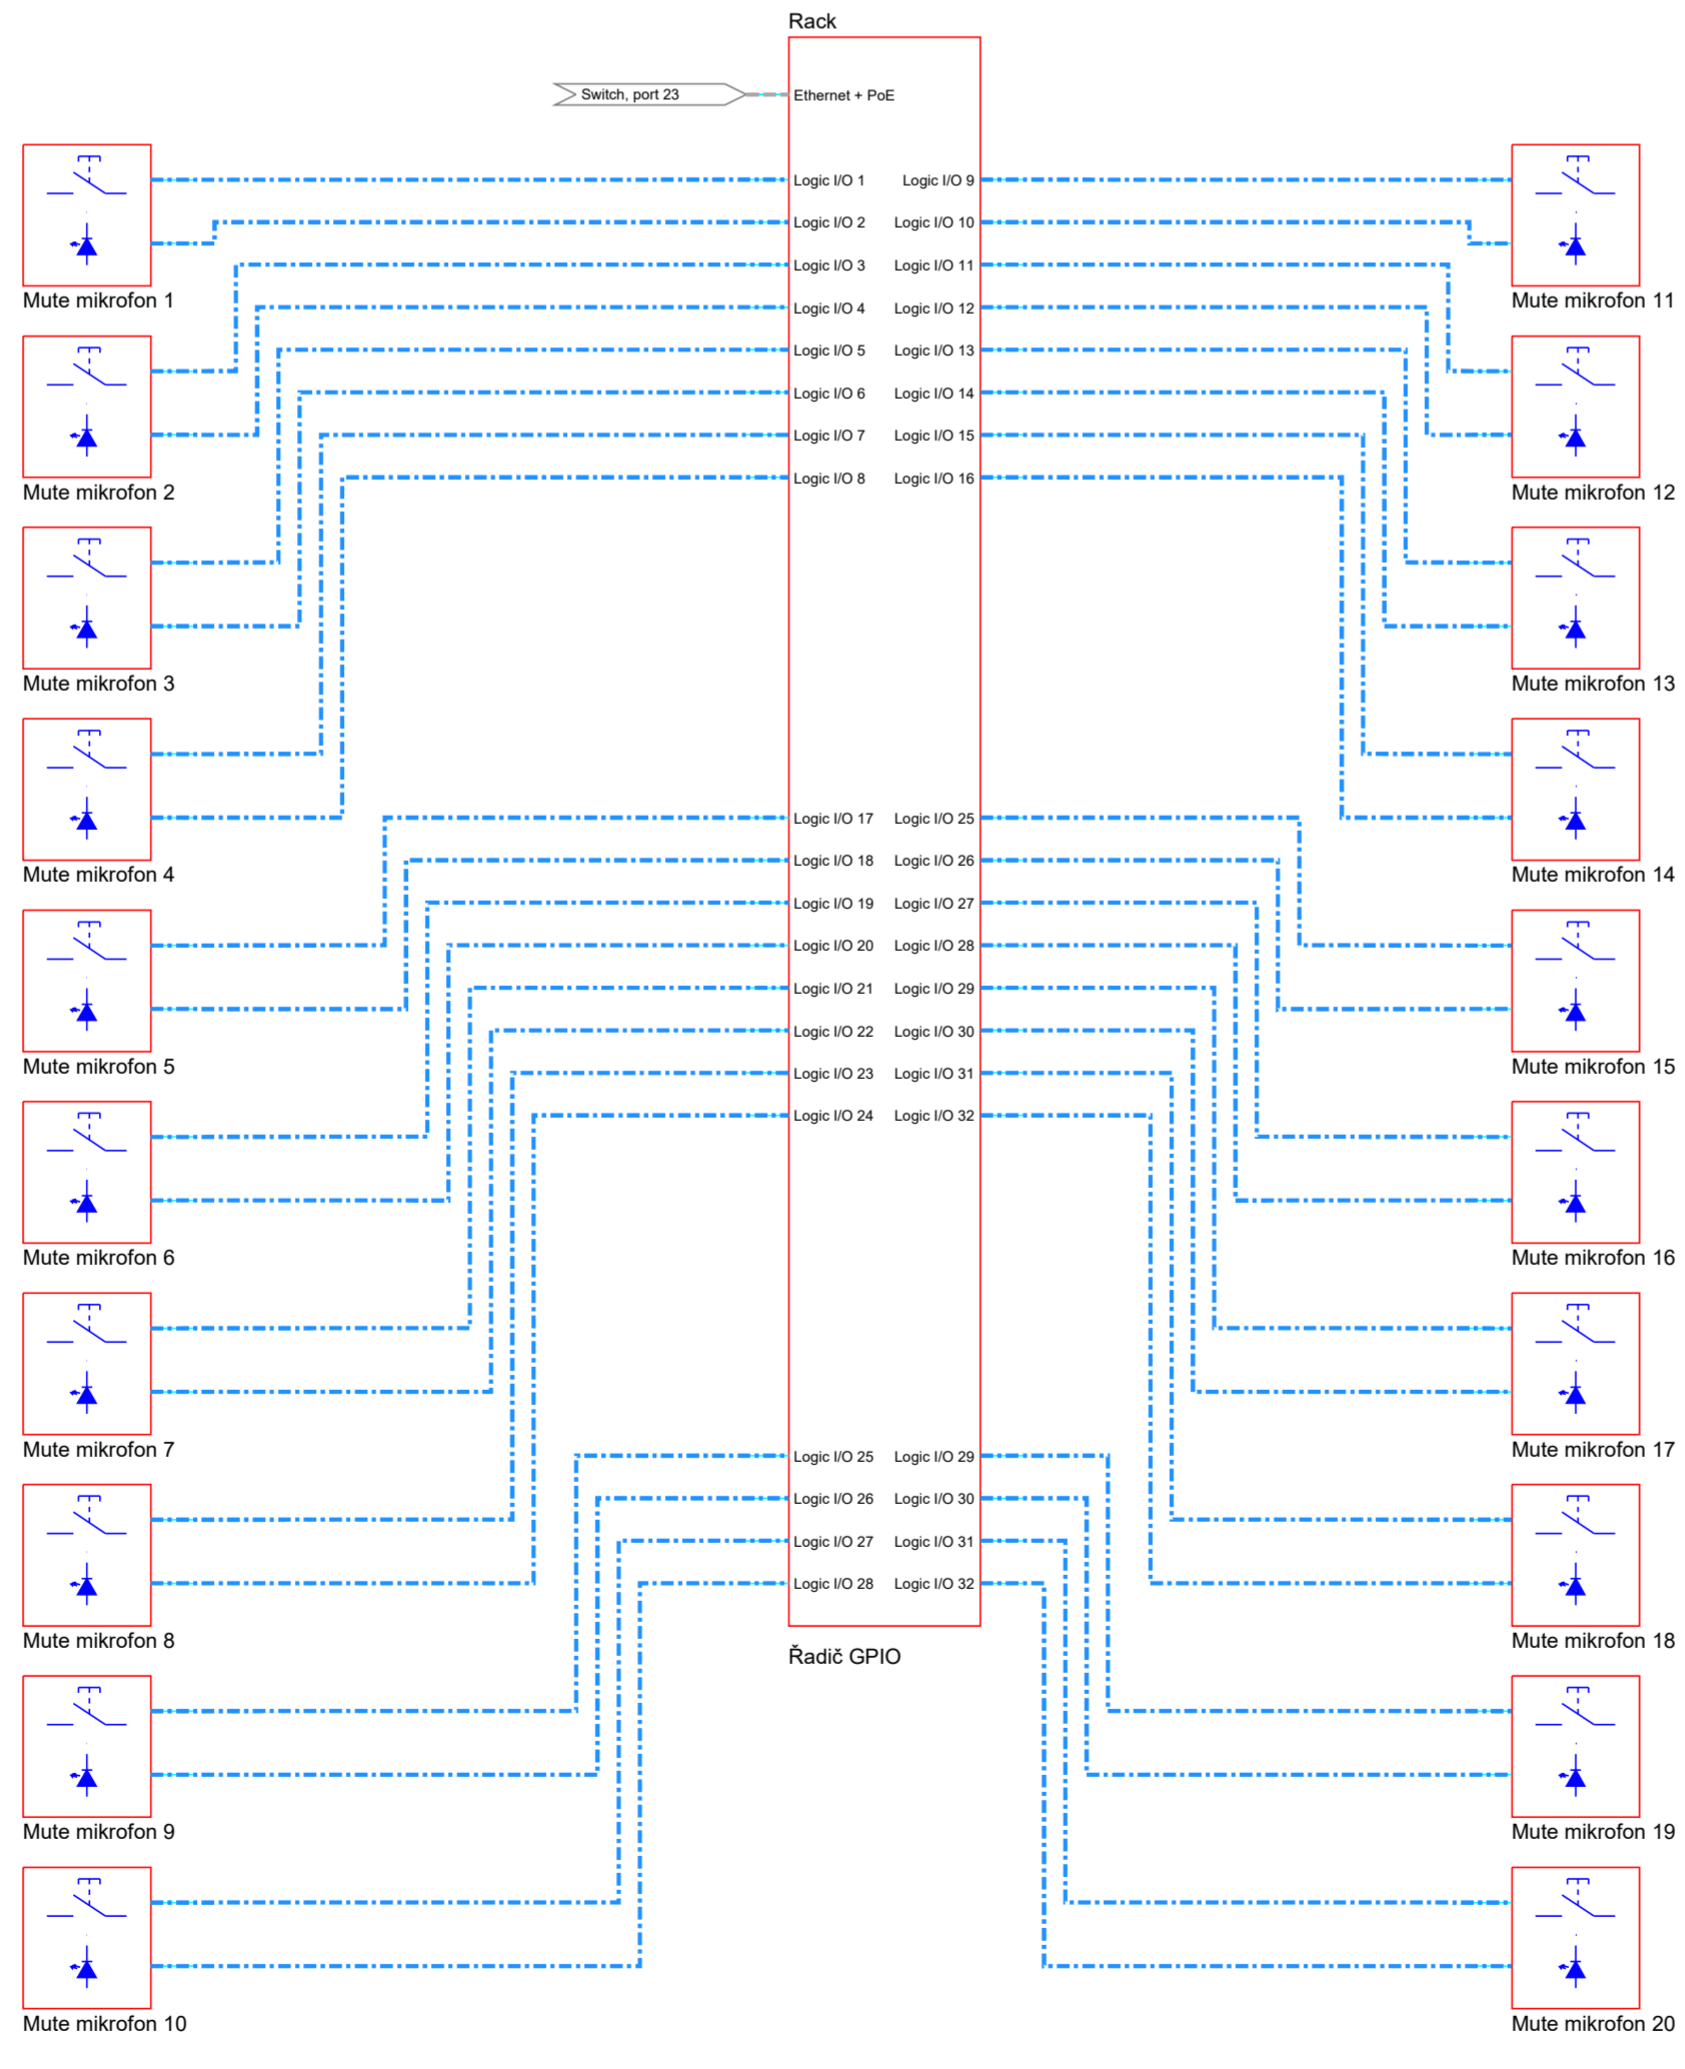 Rack
Switch, port 23
Ethernet + PoE
Logic I/O 1
Logic I/O 9
Logic I/O 2
Logic I/O 10
Logic I/O 3
Logic I/O 11
Mute mikrofon 1
Mute mikrofon 11
Logic I/O 4
Logic I/O 12
Logic I/O 5
Logic I/O 13
Logic I/O 6
Logic I/O 14
Logic I/O 7
Logic I/O 15
Logic I/O 8
Logic I/O 16
Mute mikrofon 2
Mute mikrofon 12
Mute mikrofon 3
Mute mikrofon 13
Logic I/O 17
Logic I/O 25
Logic I/O 18
Logic I/O 26
Mute mikrofon 4
Mute mikrofon 14
Logic I/O 19
Logic I/O 27
Logic I/O 20
Logic I/O 28
Logic I/O 21
Logic I/O 29
Logic I/O 22
Logic I/O 30
Mute mikrofon 5
Mute mikrofon 15
Logic I/O 23
Logic I/O 31
Logic I/O 24
Logic I/O 32
Mute mikrofon 6
Mute mikrofon 16
Mute mikrofon 7
Mute mikrofon 17
Logic I/O 25
Logic I/O 29
Logic I/O 26
Logic I/O 30
Logic I/O 27
Logic I/O 31
Logic I/O 28
Logic I/O 32
Mute mikrofon 8
Mute mikrofon 18
Řadič GPIO
Mute mikrofon 9
Mute mikrofon 19
Mute mikrofon 10
Mute mikrofon 20